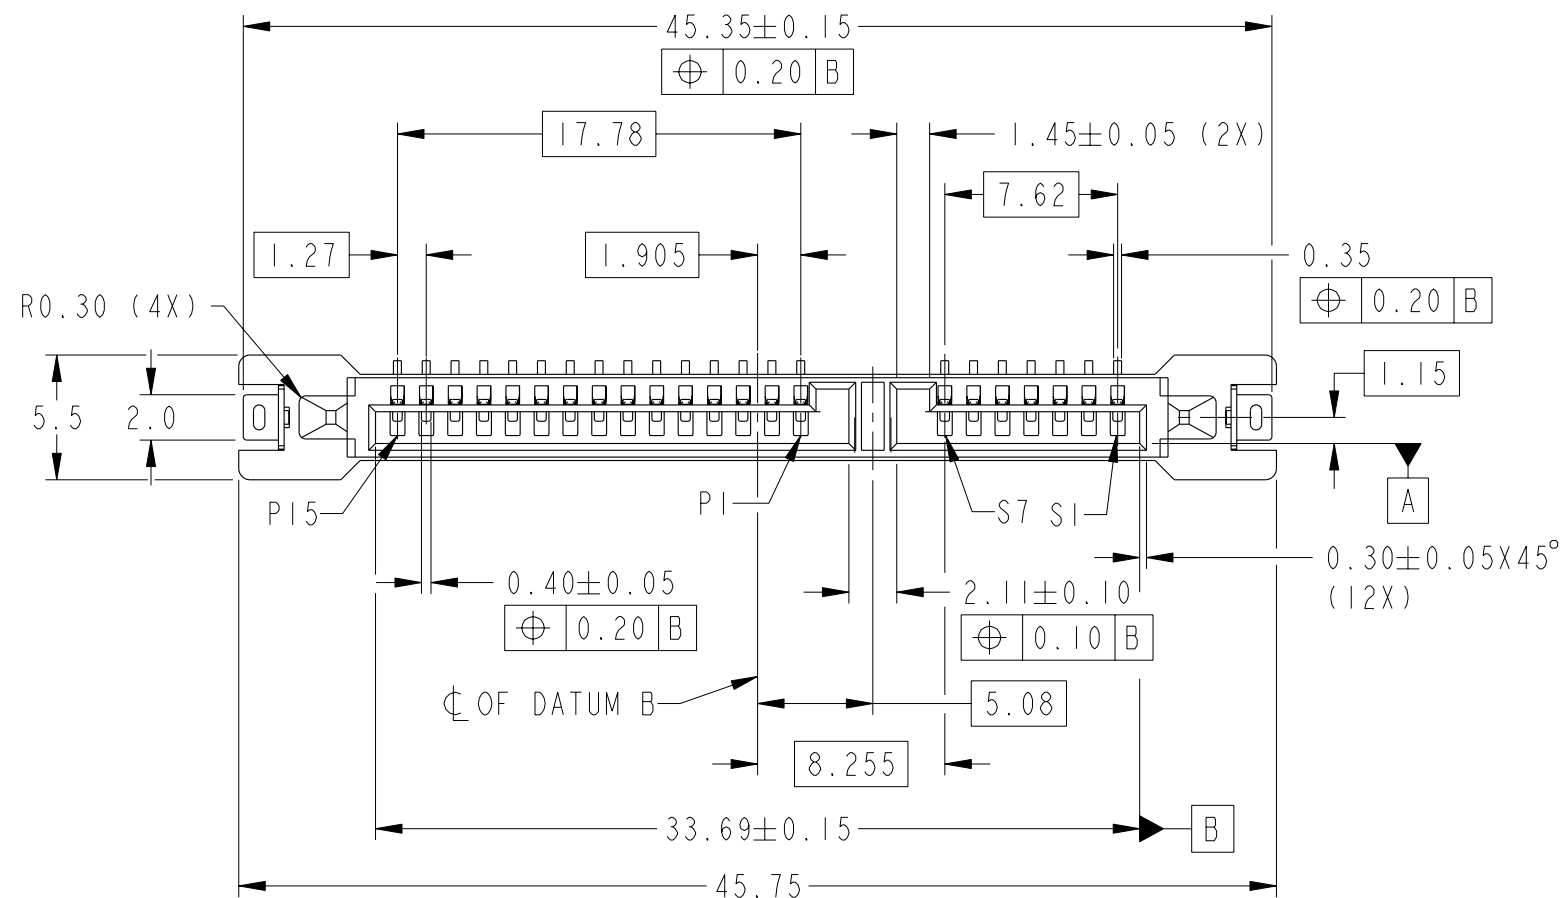 45.35±0.15
⌖ 0.20 B
17.78
1.45±0.05 (2X)
7.62
1.27
1.905
0.35
⌖ 0.20 B
R0.30 (4X)
1.15
5.5
2.0
P15
P1
S7 S1
A
0.40±0.05
⌖ 0.20 B
2.11±0.10
⌖ 0.10 B
0.30±0.05X45°
(12X)
℄ OF DATUM B
5.08
8.255
33.69±0.15
B
45.75